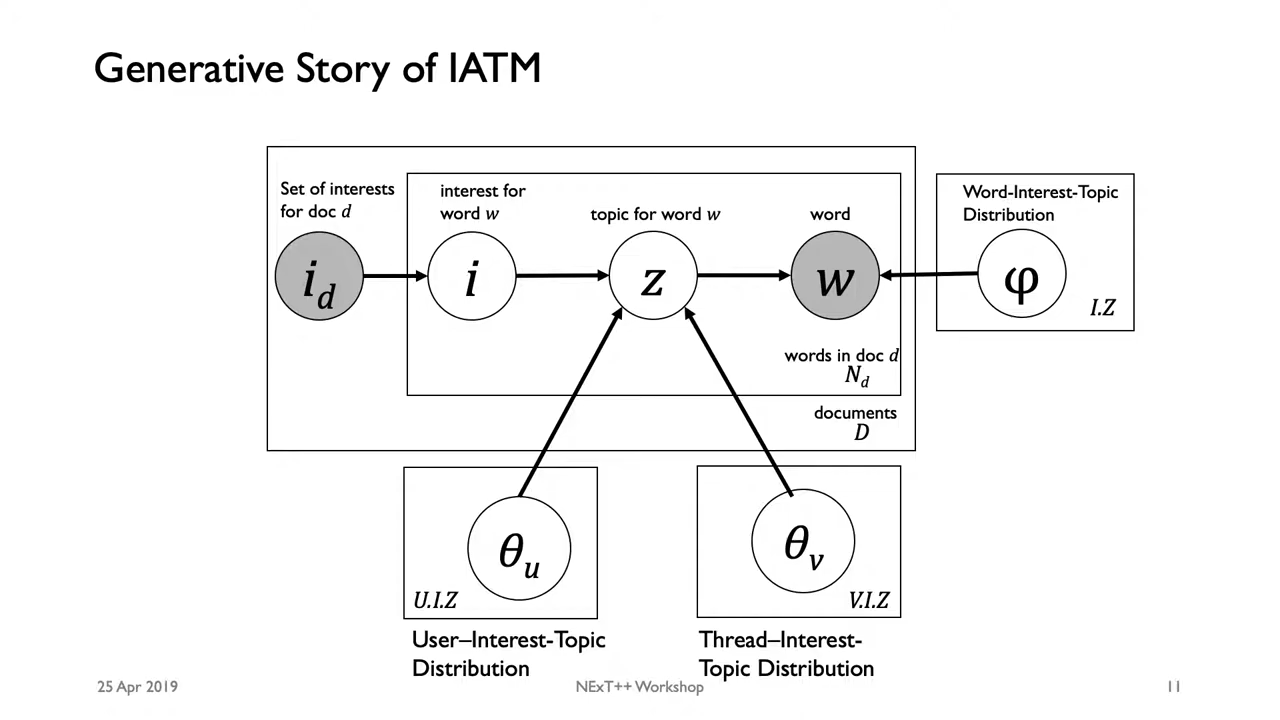 Generative Story of IATM
Set of interests
for doc d
interest for
word w
topic for word w
word
Word-Interest-Topic
Distribution
i_d
i
z
w
φ
I.Z
words in doc d
N_d
documents
D
θ_u
U.I.Z
θ_v
V.I.Z
User–Interest-Topic
Distribution
Thread–Interest-
Topic Distribution
25 Apr 2019
NExT++ Workshop
11